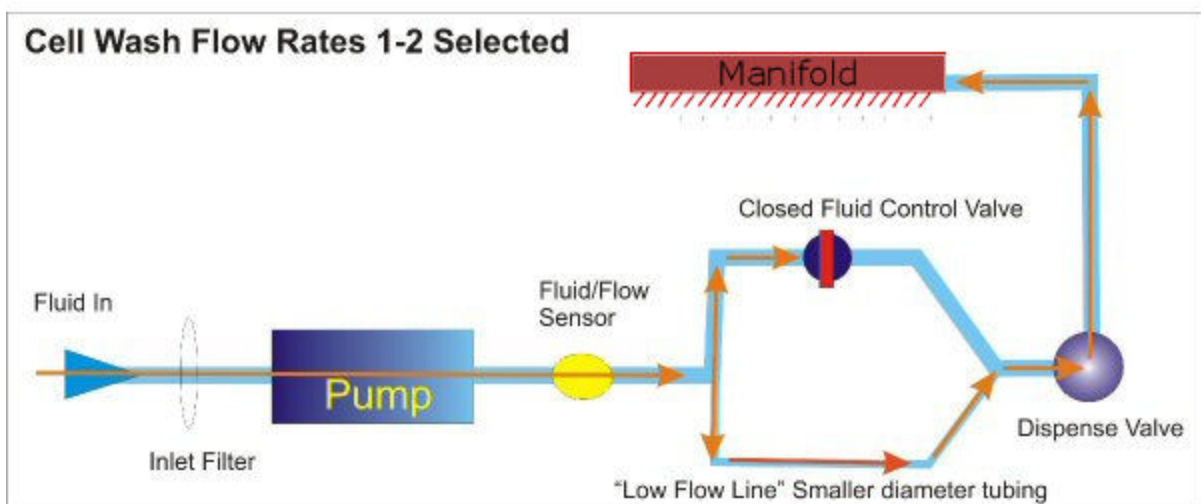 Cell Wash Flow Rates 1-2 Selected
Manifold
Closed Fluid Control Valve
Fluid/Flow
Sensor
Fluid In
Pump
Inlet Filter
Dispense Valve
"Low Flow Line" Smaller diameter tubing